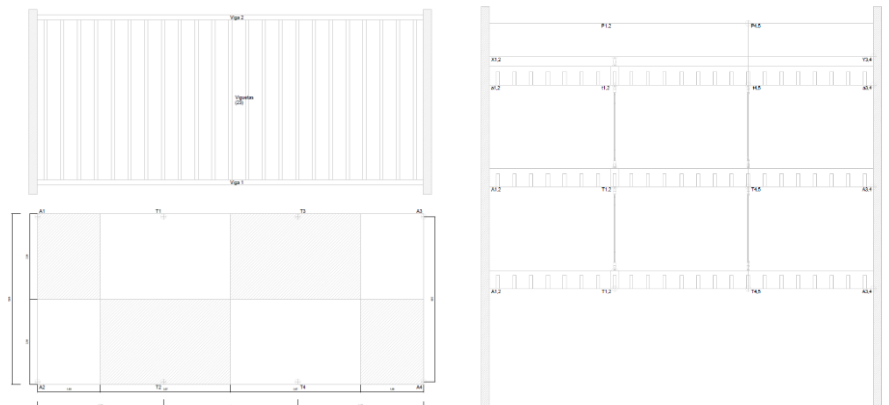 Viga 2
Viguetas
Viga 1
A1 T1 T3 A3
A2 T2 T4 A4
P1,2 P4,5
X1,2 Y3,4
a1,2 t1,2 t4,5 a3,4
A1,2 T1,2 T4,5 A3,4
A1,2 T1,2 T4,5 A3,4